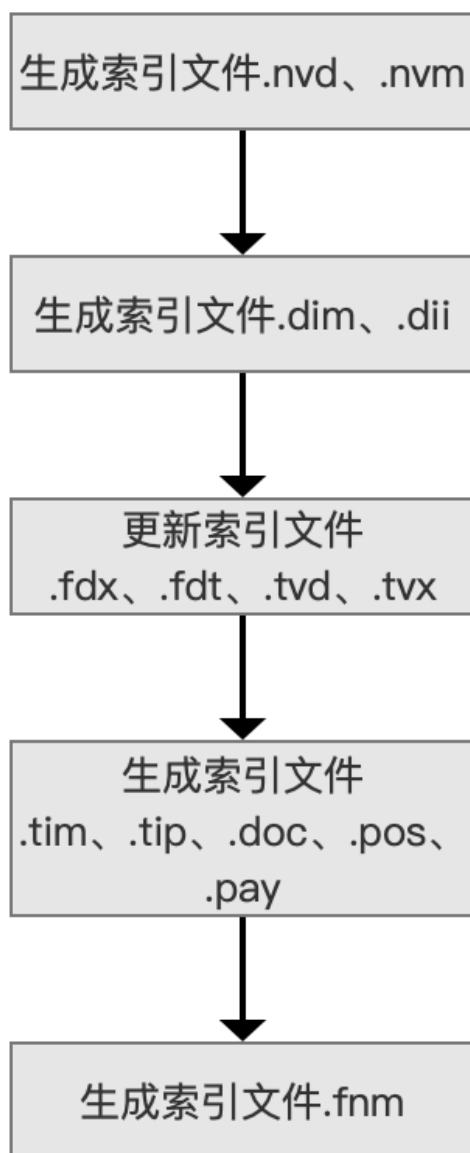 生成索引文件.nvd、.nvm
生成索引文件.dim、.dii
更新索引文件
.fdx、.fdt、.tvd、.tvx
生成索引文件
.tim、.tip、.doc、.pos、
.pay
生成索引文件.fnm